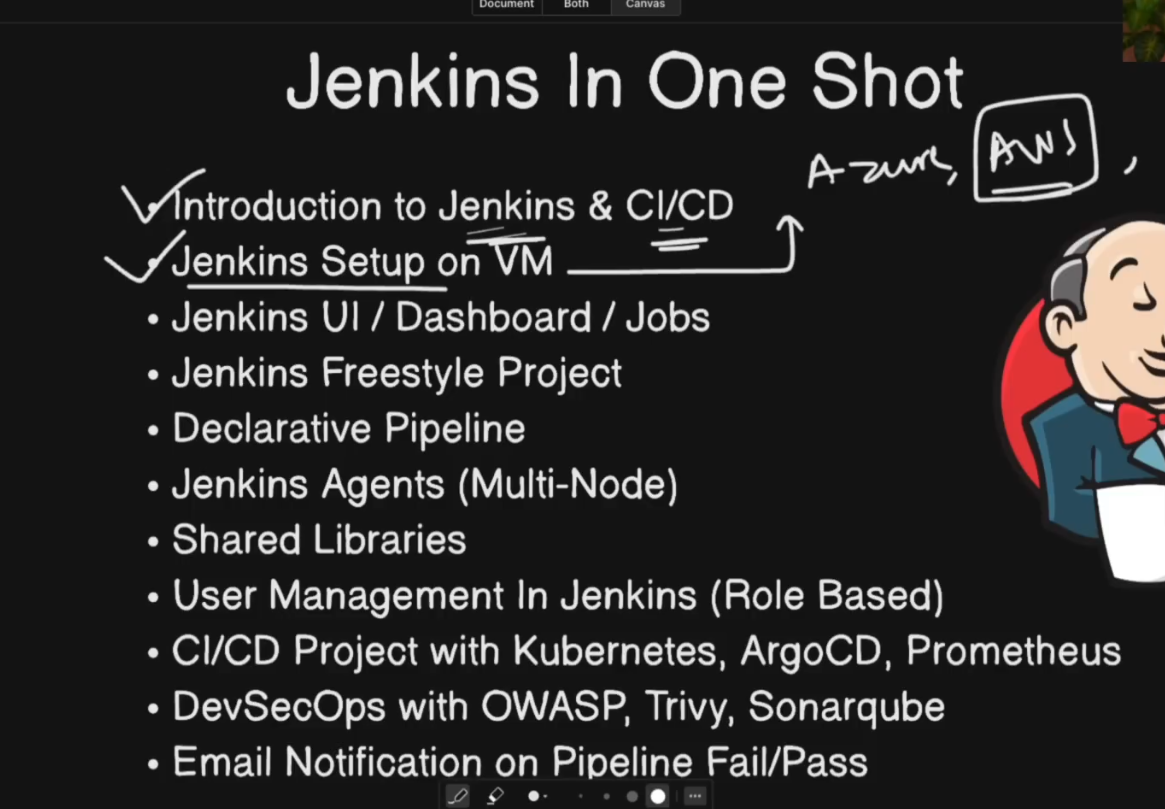 Document Both Canvas
Jenkins In One Shot
Azure, AWS,
Introduction to Jenkins & CI/CD
• Jenkins Setup on VM
• Jenkins UI / Dashboard / Jobs
• Jenkins Freestyle Project
• Declarative Pipeline
• Jenkins Agents (Multi-Node)
• Shared Libraries
• User Management In Jenkins (Role Based)
• CI/CD Project with Kubernetes, ArgoCD, Prometheus
• DevSecOps with OWASP, Trivy, Sonarqube
• Email Notification on Pipeline Fail/Pass